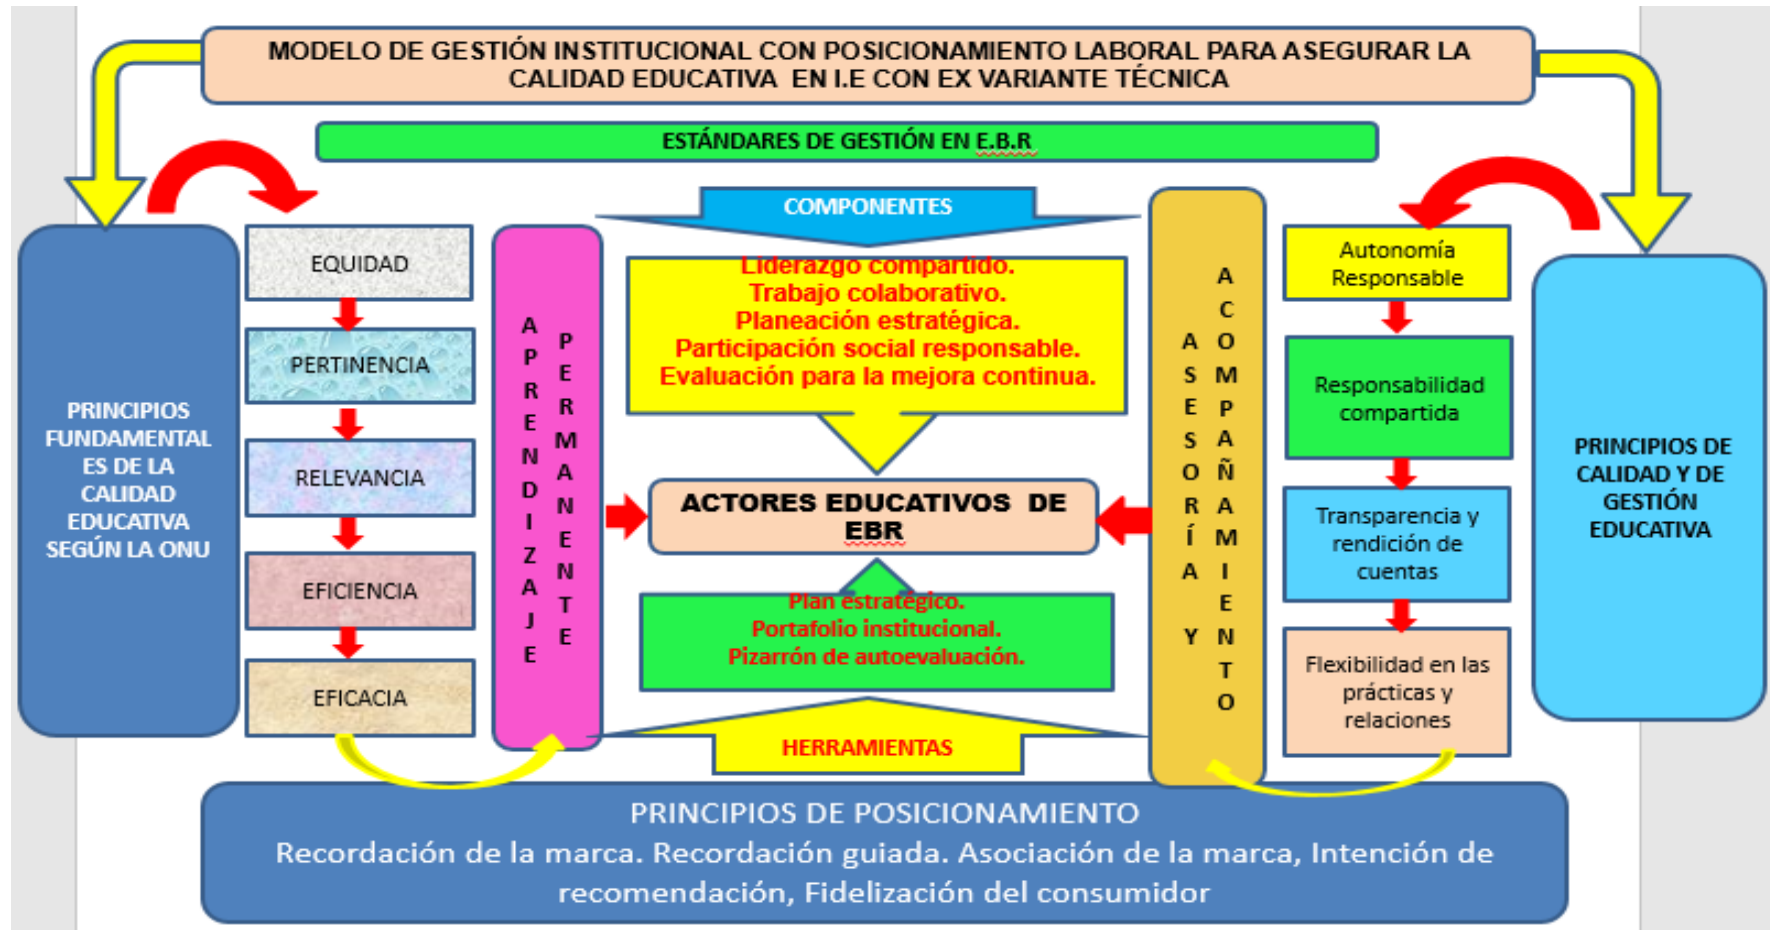 MODELO DE GESTIÓN INSTITUCIONAL CON POSICIONAMIENTO LABORAL PARA ASEGURAR LA
CALIDAD EDUCATIVA EN I.E CON EX VARIANTE TÉCNICA
ESTÁNDARES DE GESTIÓN EN E.B.R
PRINCIPIOS
FUNDAMENTAL
ES DE LA
CALIDAD
EDUCATIVA
SEGÚN LA ONU
EQUIDAD
PERTINENCIA
RELEVANCIA
EFICIENCIA
EFICACIA
APRENDIZAJE
PERMANENTE
COMPONENTES
Liderazgo compartido.
Trabajo colaborativo.
Planeación estratégica.
Participación social responsable.
Evaluación para la mejora continua.
ACTORES EDUCATIVOS DE
EBR
Plan estratégico.
Portafolio institucional.
Pizarrón de autoevaluación.
HERRAMIENTAS
ASESORÍA Y
ACOMPAÑAMIENTO
Autonomía
Responsable
Responsabilidad
compartida
Transparencia y
rendición de
cuentas
Flexibilidad en las
prácticas y
relaciones
PRINCIPIOS DE
CALIDAD Y DE
GESTIÓN
EDUCATIVA
PRINCIPIOS DE POSICIONAMIENTO
Recordación de la marca. Recordación guiada. Asociación de la marca, Intención de
recomendación, Fidelización del consumidor